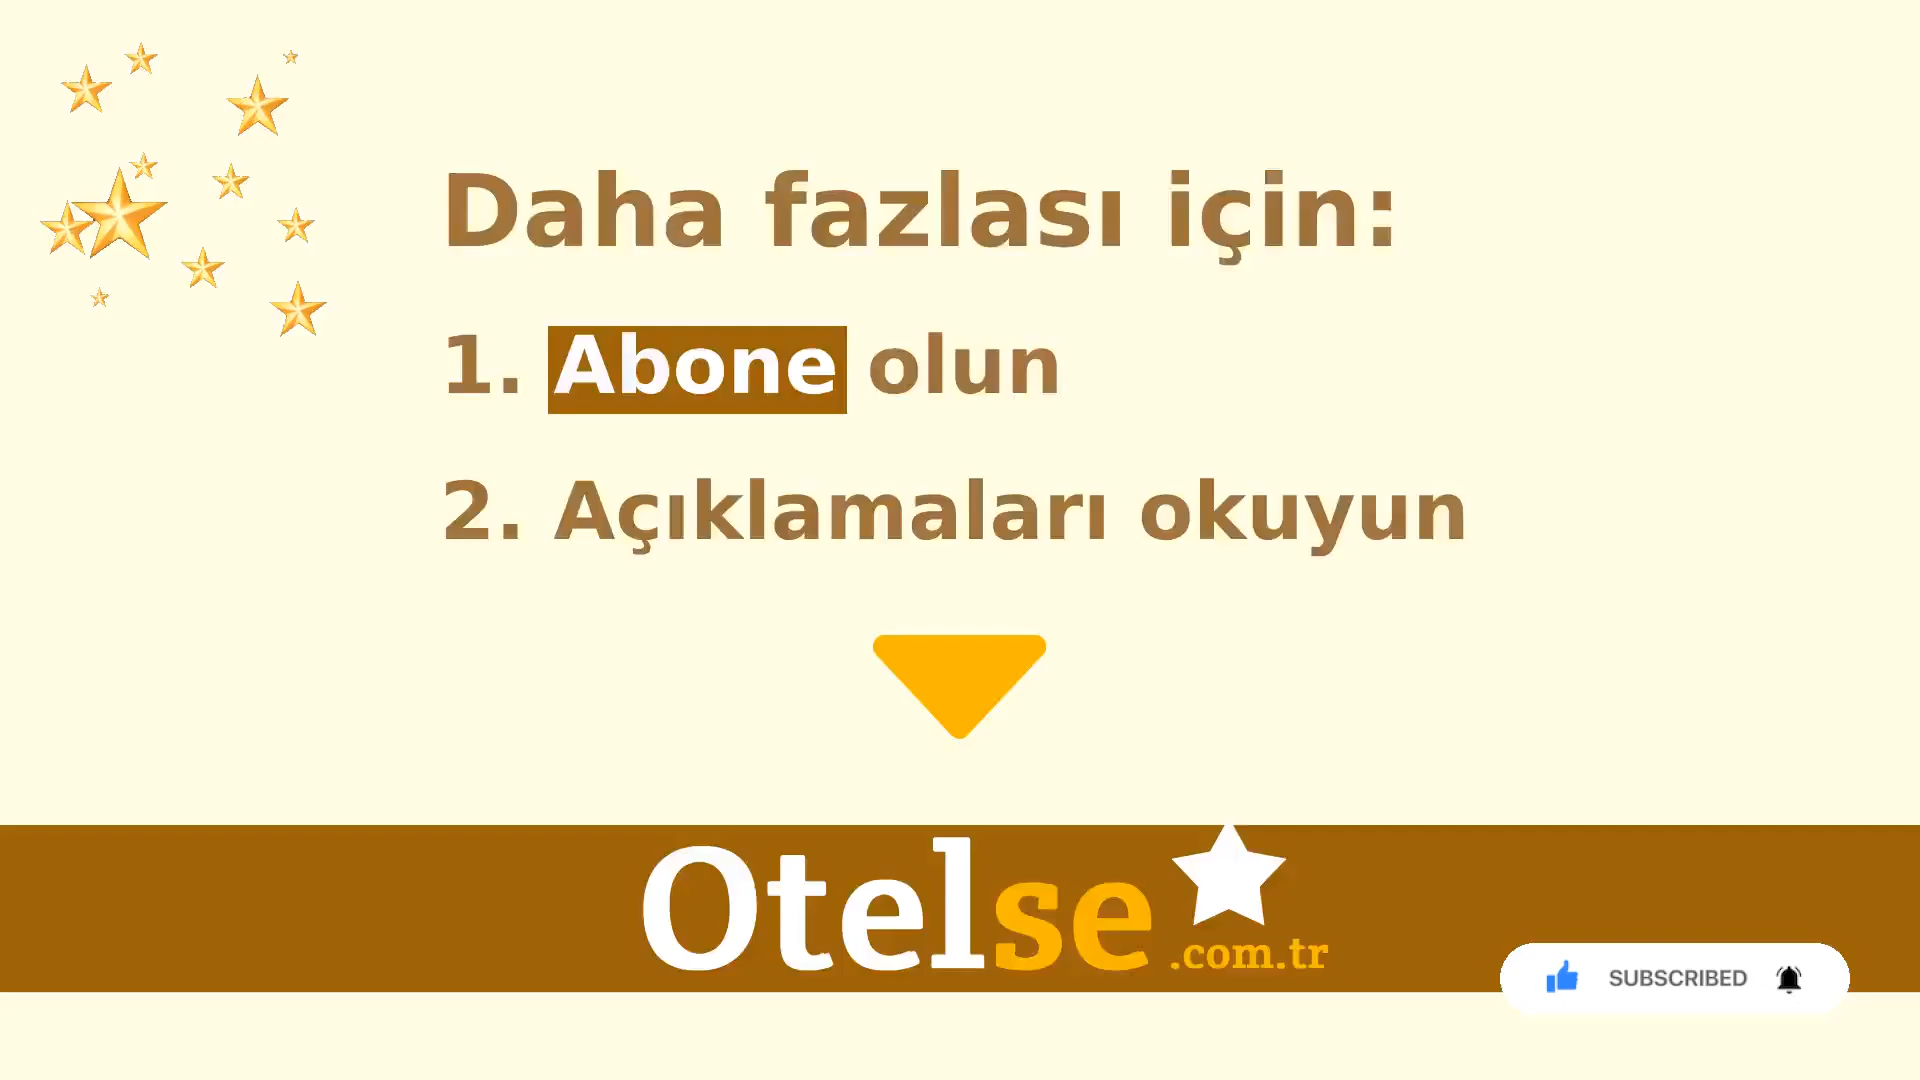 Daha fazlası için:
1. Abone olun
2. Açıklamaları okuyun
Otelse.com.tr
SUBSCRIBED